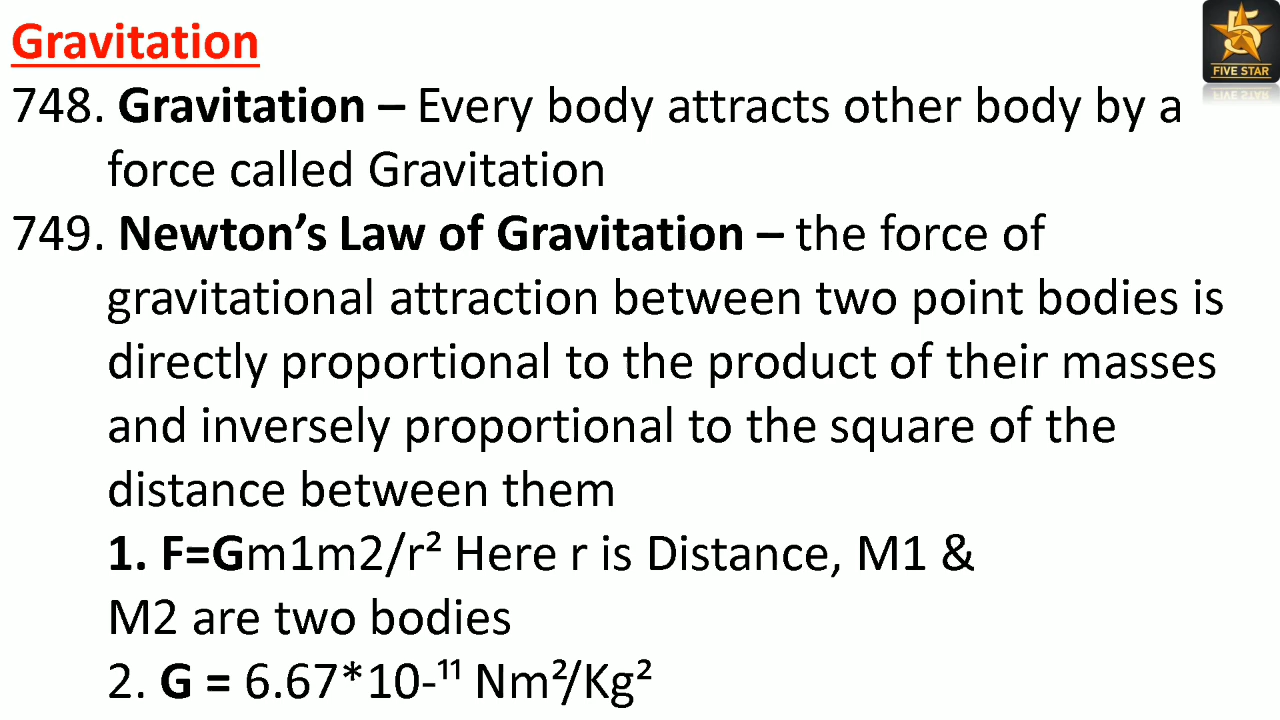 Gravitation
5
FIVE STAR
748. Gravitation – Every body attracts other body by a
force called Gravitation
749. Newton’s Law of Gravitation – the force of
gravitational attraction between two point bodies is
directly proportional to the product of their masses
and inversely proportional to the square of the
distance between them
1. F=Gm1m2/r² Here r is Distance, M1 &
M2 are two bodies
2. G = 6.67*10-¹¹ Nm²/Kg²